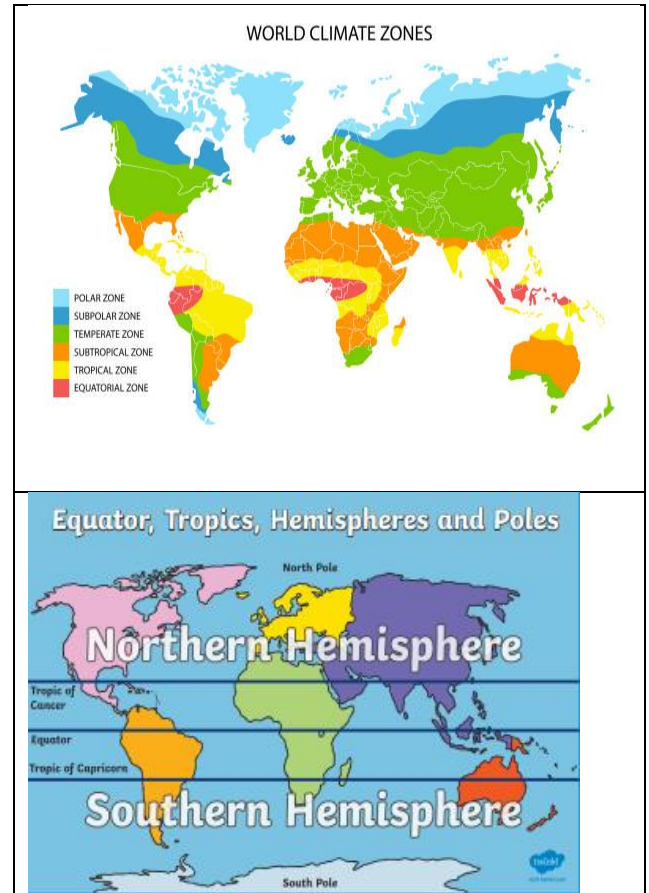 WORLD CLIMATE ZONES
POLAR ZONE
SUBPOLAR ZONE
TEMPERATE ZONE
SUBTROPICAL ZONE
TROPICAL ZONE
EQUATORIAL ZONE
Equator, Tropics, Hemispheres and Poles
North Pole
Northern Hemisphere
Tropic of
Cancer
Equator
Tropic of Capricorn
Southern Hemisphere
South Pole
twinkl